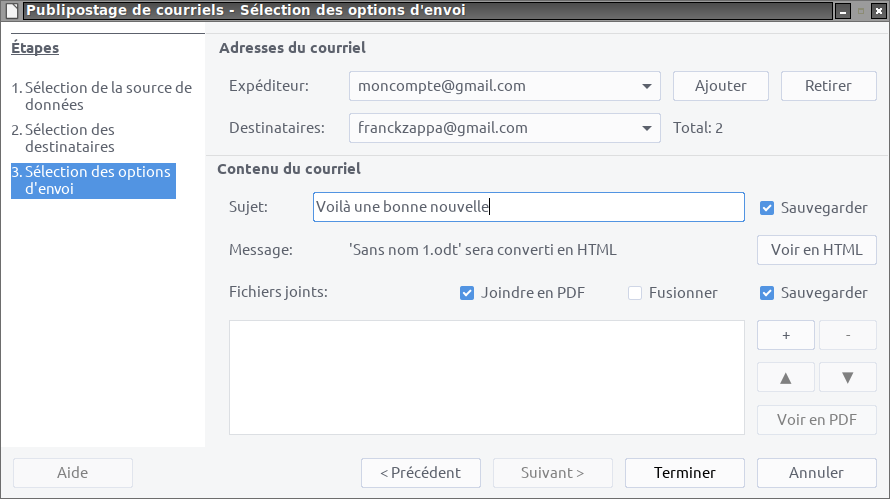 Publipostage de courriels - Sélection des options d'envoi
Étapes
1. Sélection de la source de
données
2. Sélection des
destinataires
3. Sélection des options
d'envoi
Adresses du courriel
Expéditeur: moncompte@gmail.com Ajouter Retirer
Destinataires: franckzappa@gmail.com Total: 2
Contenu du courriel
Sujet: Voilà une bonne nouvelle Sauvegarder
Message: 'Sans nom 1.odt' sera converti en HTML Voir en HTML
Fichiers joints: Joindre en PDF Fusionner Sauvegarder
+ -
▲ ▼
Voir en PDF
Aide < Précédent Suivant > Terminer Annuler